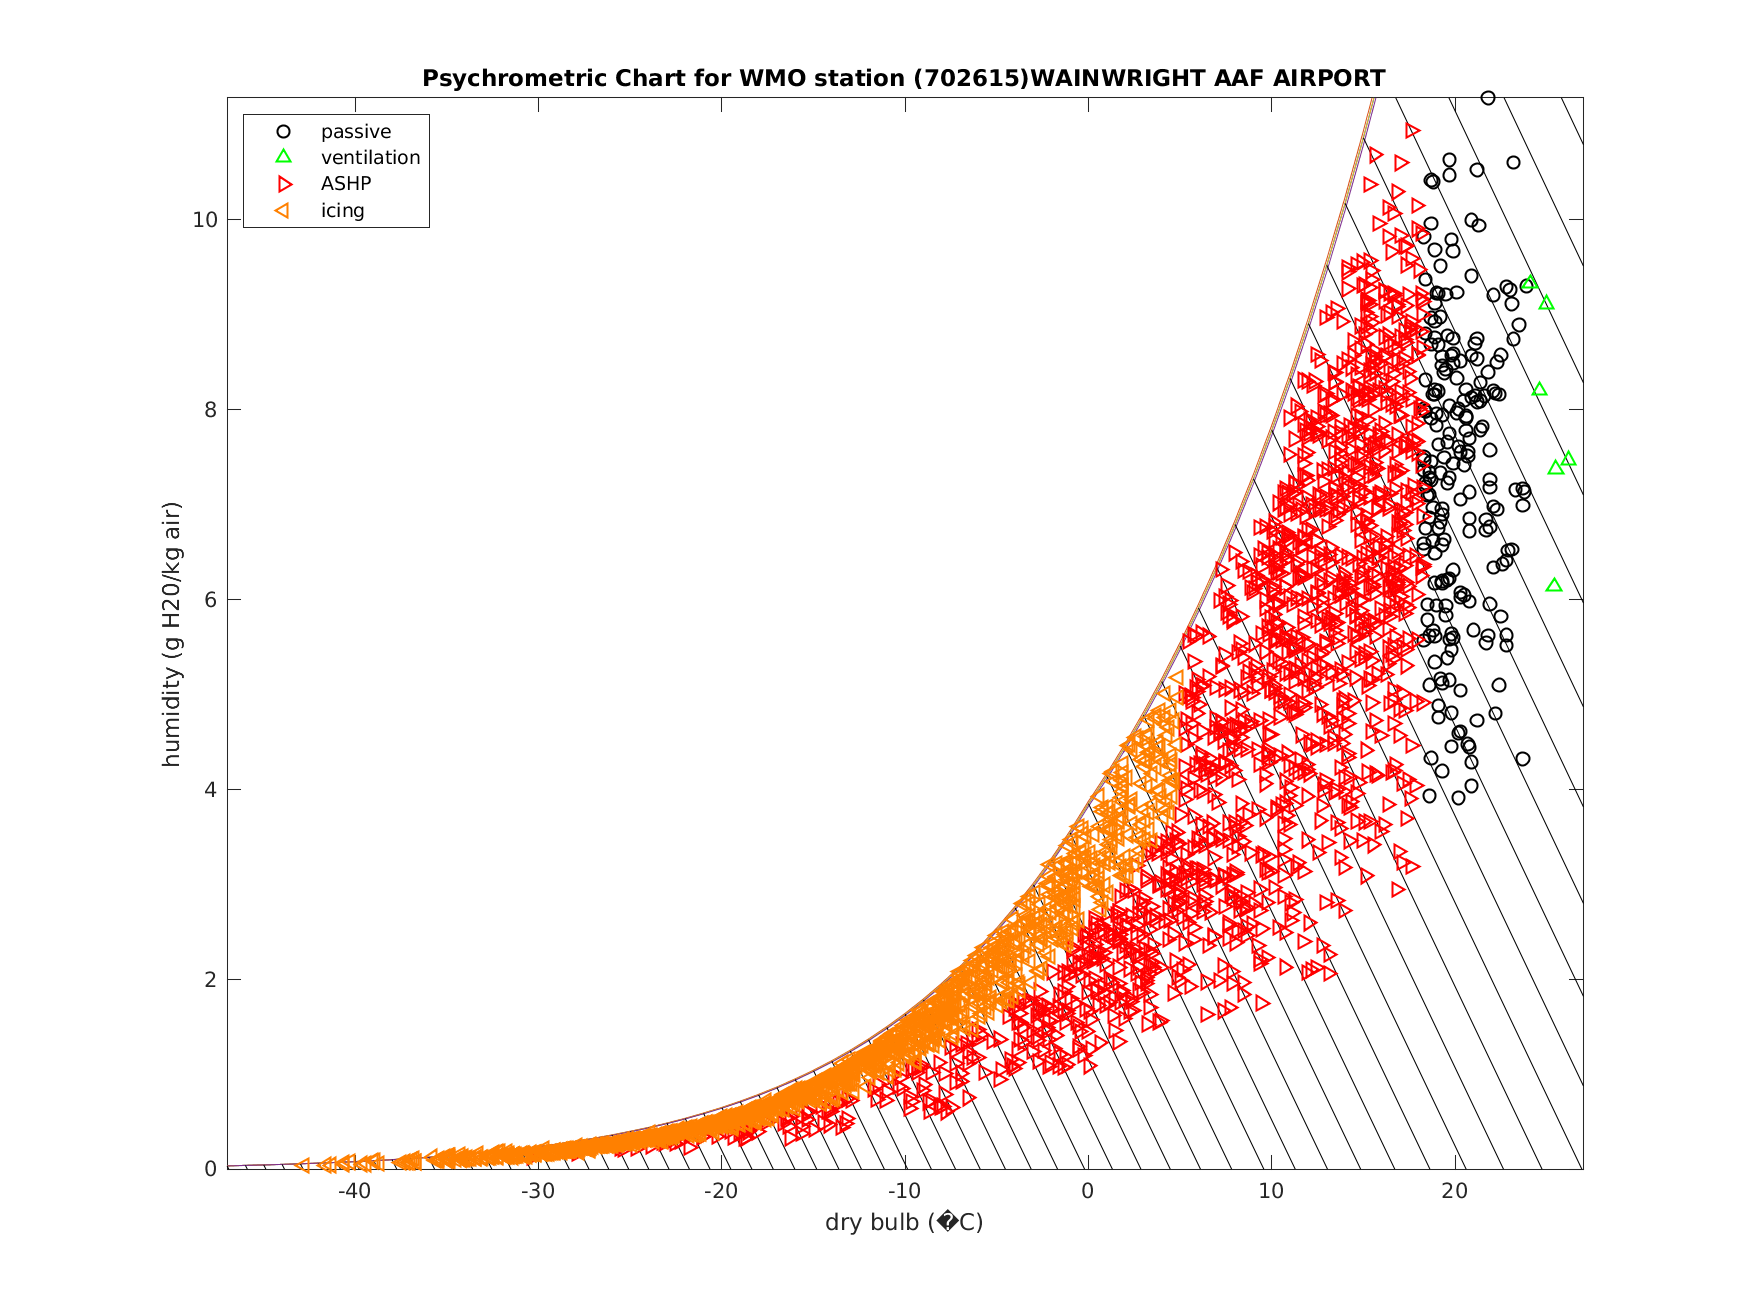 Psychrometric Chart for WMO station (702615)WAINWRIGHT AAF AIRPORT
passive
ventilation
ASHP
icing
10
8
6
4
2
0
humidity (g H20/kg air)
-40 -30 -20 -10 0 10 20
dry bulb (�C)